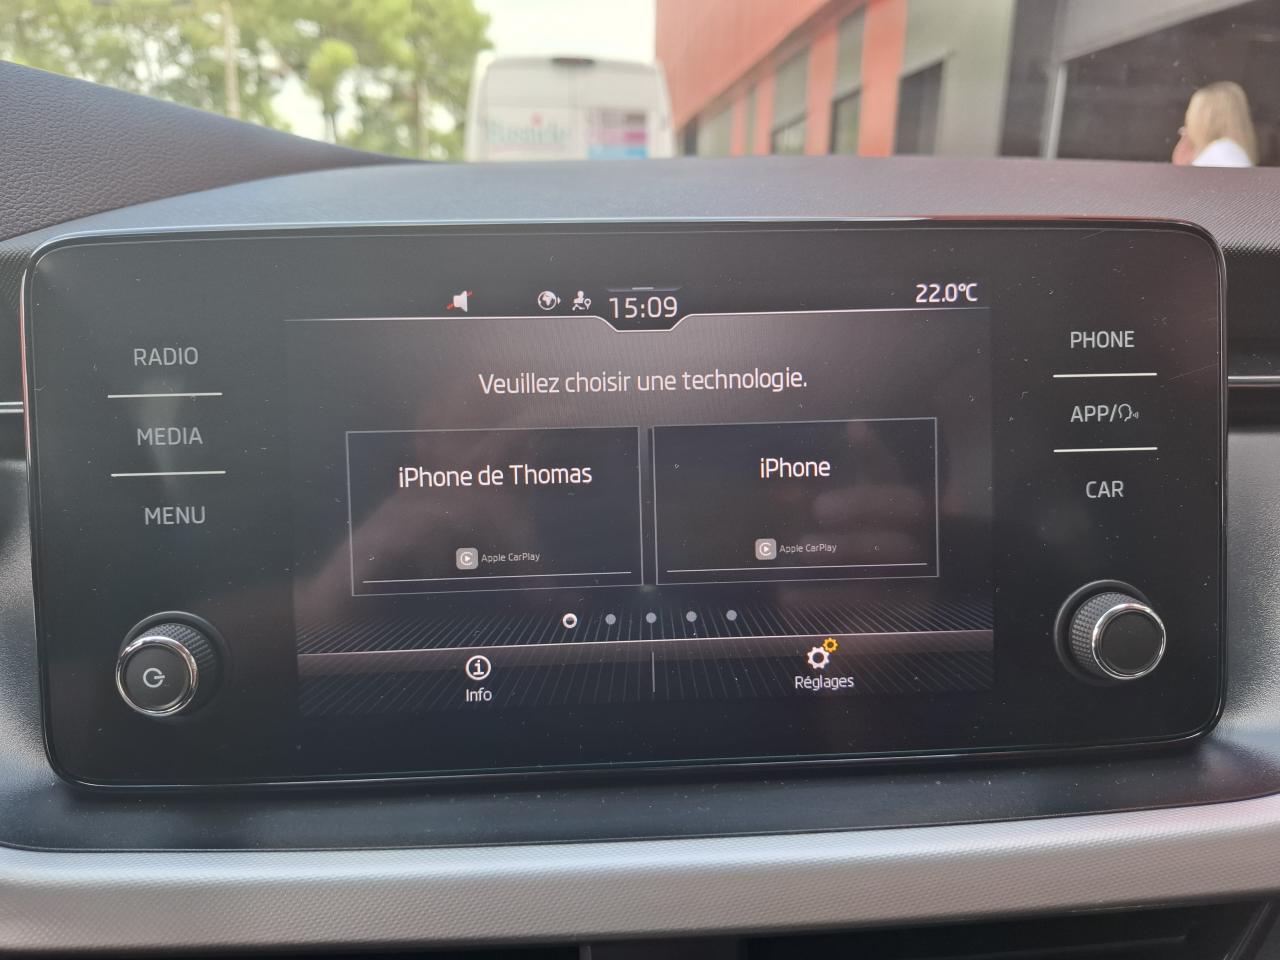 15:09
22.0°C
RADIO
MEDIA
MENU
Veuillez choisir une technologie.
iPhone de Thomas
Apple CarPlay
iPhone
Apple CarPlay
Info
Réglages
PHONE
APP/
CAR